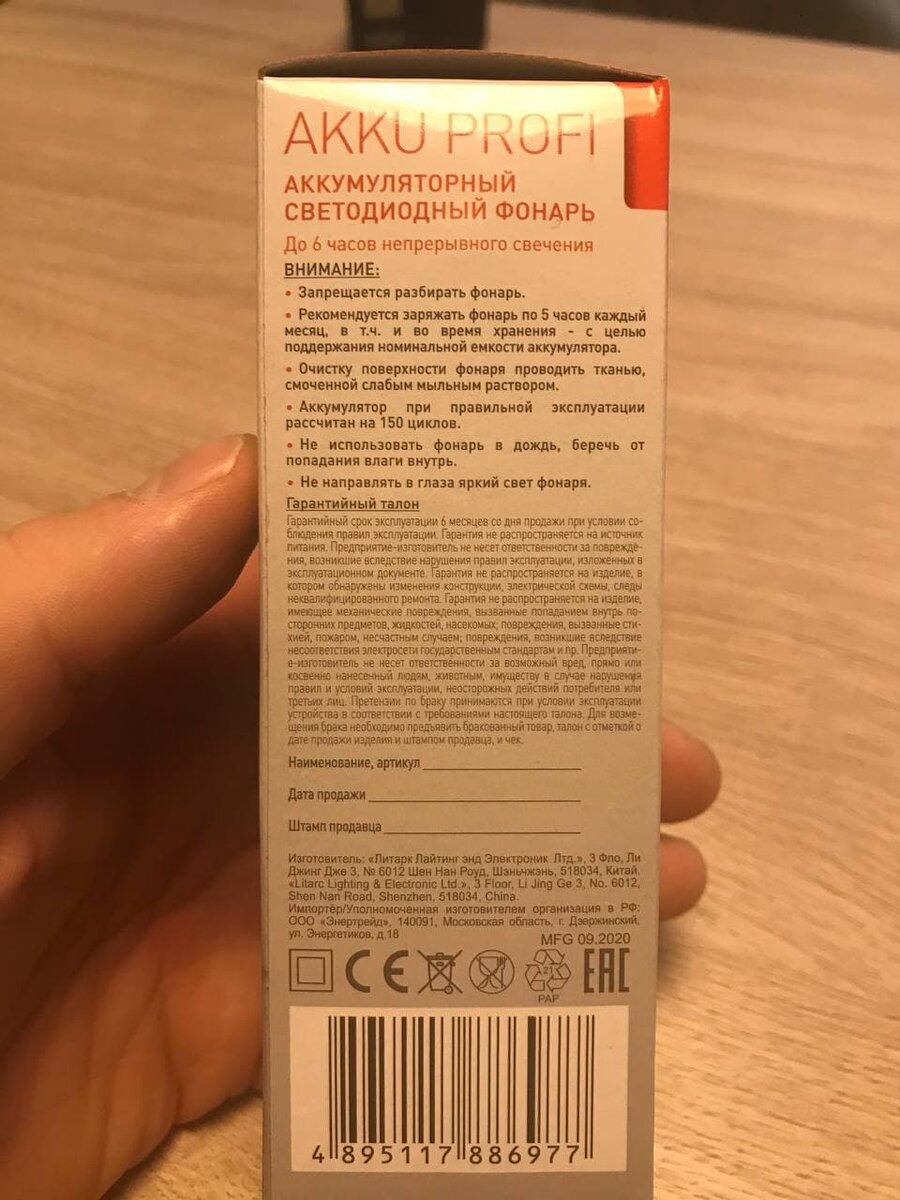 AKKU PROFI
АККУМУЛЯТОРНЫЙ
СВЕТОДИОДНЫЙ ФОНАРЬ
До 6 часов непрерывного свечения
ВНИМАНИЕ:
• Запрещается разбирать фонарь.
• Рекомендуется заряжать фонарь по 5 часов каждый
месяц, в т.ч. и во время хранения - с целью
поддержания номинальной емкости аккумулятора.
• Очистку поверхности фонаря проводить тканью,
смоченной слабым мыльным раствором.
• Аккумулятор при правильной эксплуатации
рассчитан на 150 циклов.
• Не использовать фонарь в дождь, беречь от
попадания влаги внутрь.
• Не направлять в глаза яркий свет фонаря.
Гарантийный талон
Гарантийный срок эксплуатации 6 месяцев со дня продажи при условии со-
блюдения правил эксплуатации. Гарантия не распространяется на источник
питания. Предприятие-изготовитель не несет ответственности за поврежде-
ния, возникшие вследствие нарушения правил эксплуатации, изложенных в
эксплуатационном документе. Гарантия не распространяется на изделие, в
котором обнаружены изменения конструкции, электрической схемы, следы
неквалифицированного ремонта. Гарантия не распространяется на изделие,
имеющее механические повреждения, вызванные попаданием внутрь по-
сторонних предметов, жидкостей, насекомых; повреждения, вызванные сти-
хией, пожаром, несчастным случаем; повреждения, возникшие вследствие
несоответствия электросети государственным стандартам и пр. Предприяти-
е-изготовитель не несет ответственности за возможный вред, прямо или
косвенно нанесенный людям, животным, имуществу в случае нарушения
правил и условий эксплуатации, неосторожных действий потребителя или
третьих лиц. Претензии по браку принимаются при условии эксплуатации
устройства в соответствии с требованиями настоящего талона. Для возме-
щения брака необходимо предъявить бракованный товар, талон с отметкой о
дате продажи изделия и штампом продавца, и чек.
Наименование, артикул
Дата продажи
Штамп продавца
Изготовитель: «Литарк Лайтинг энд Электроник Лтд.», 3 Фло, Ли
Джинг Дже 3, № 6012 Шен Нан Роуд, Шэньчжэнь, 518034, Китай.
«Litarc Lighting & Electronic Ltd.», 3 Floor, Li Jing Ge 3, No. 6012,
Shen Nan Road, Shenzhen, 518034, China.
Импортёр/Уполномоченная изготовителем организация в РФ:
ООО «Энертрейд», 140091, Московская область, г. Дзержинский,
ул. Энергетиков, д.18
MFG 09.2020
CE 21 PAP EAC
4 895117 886977